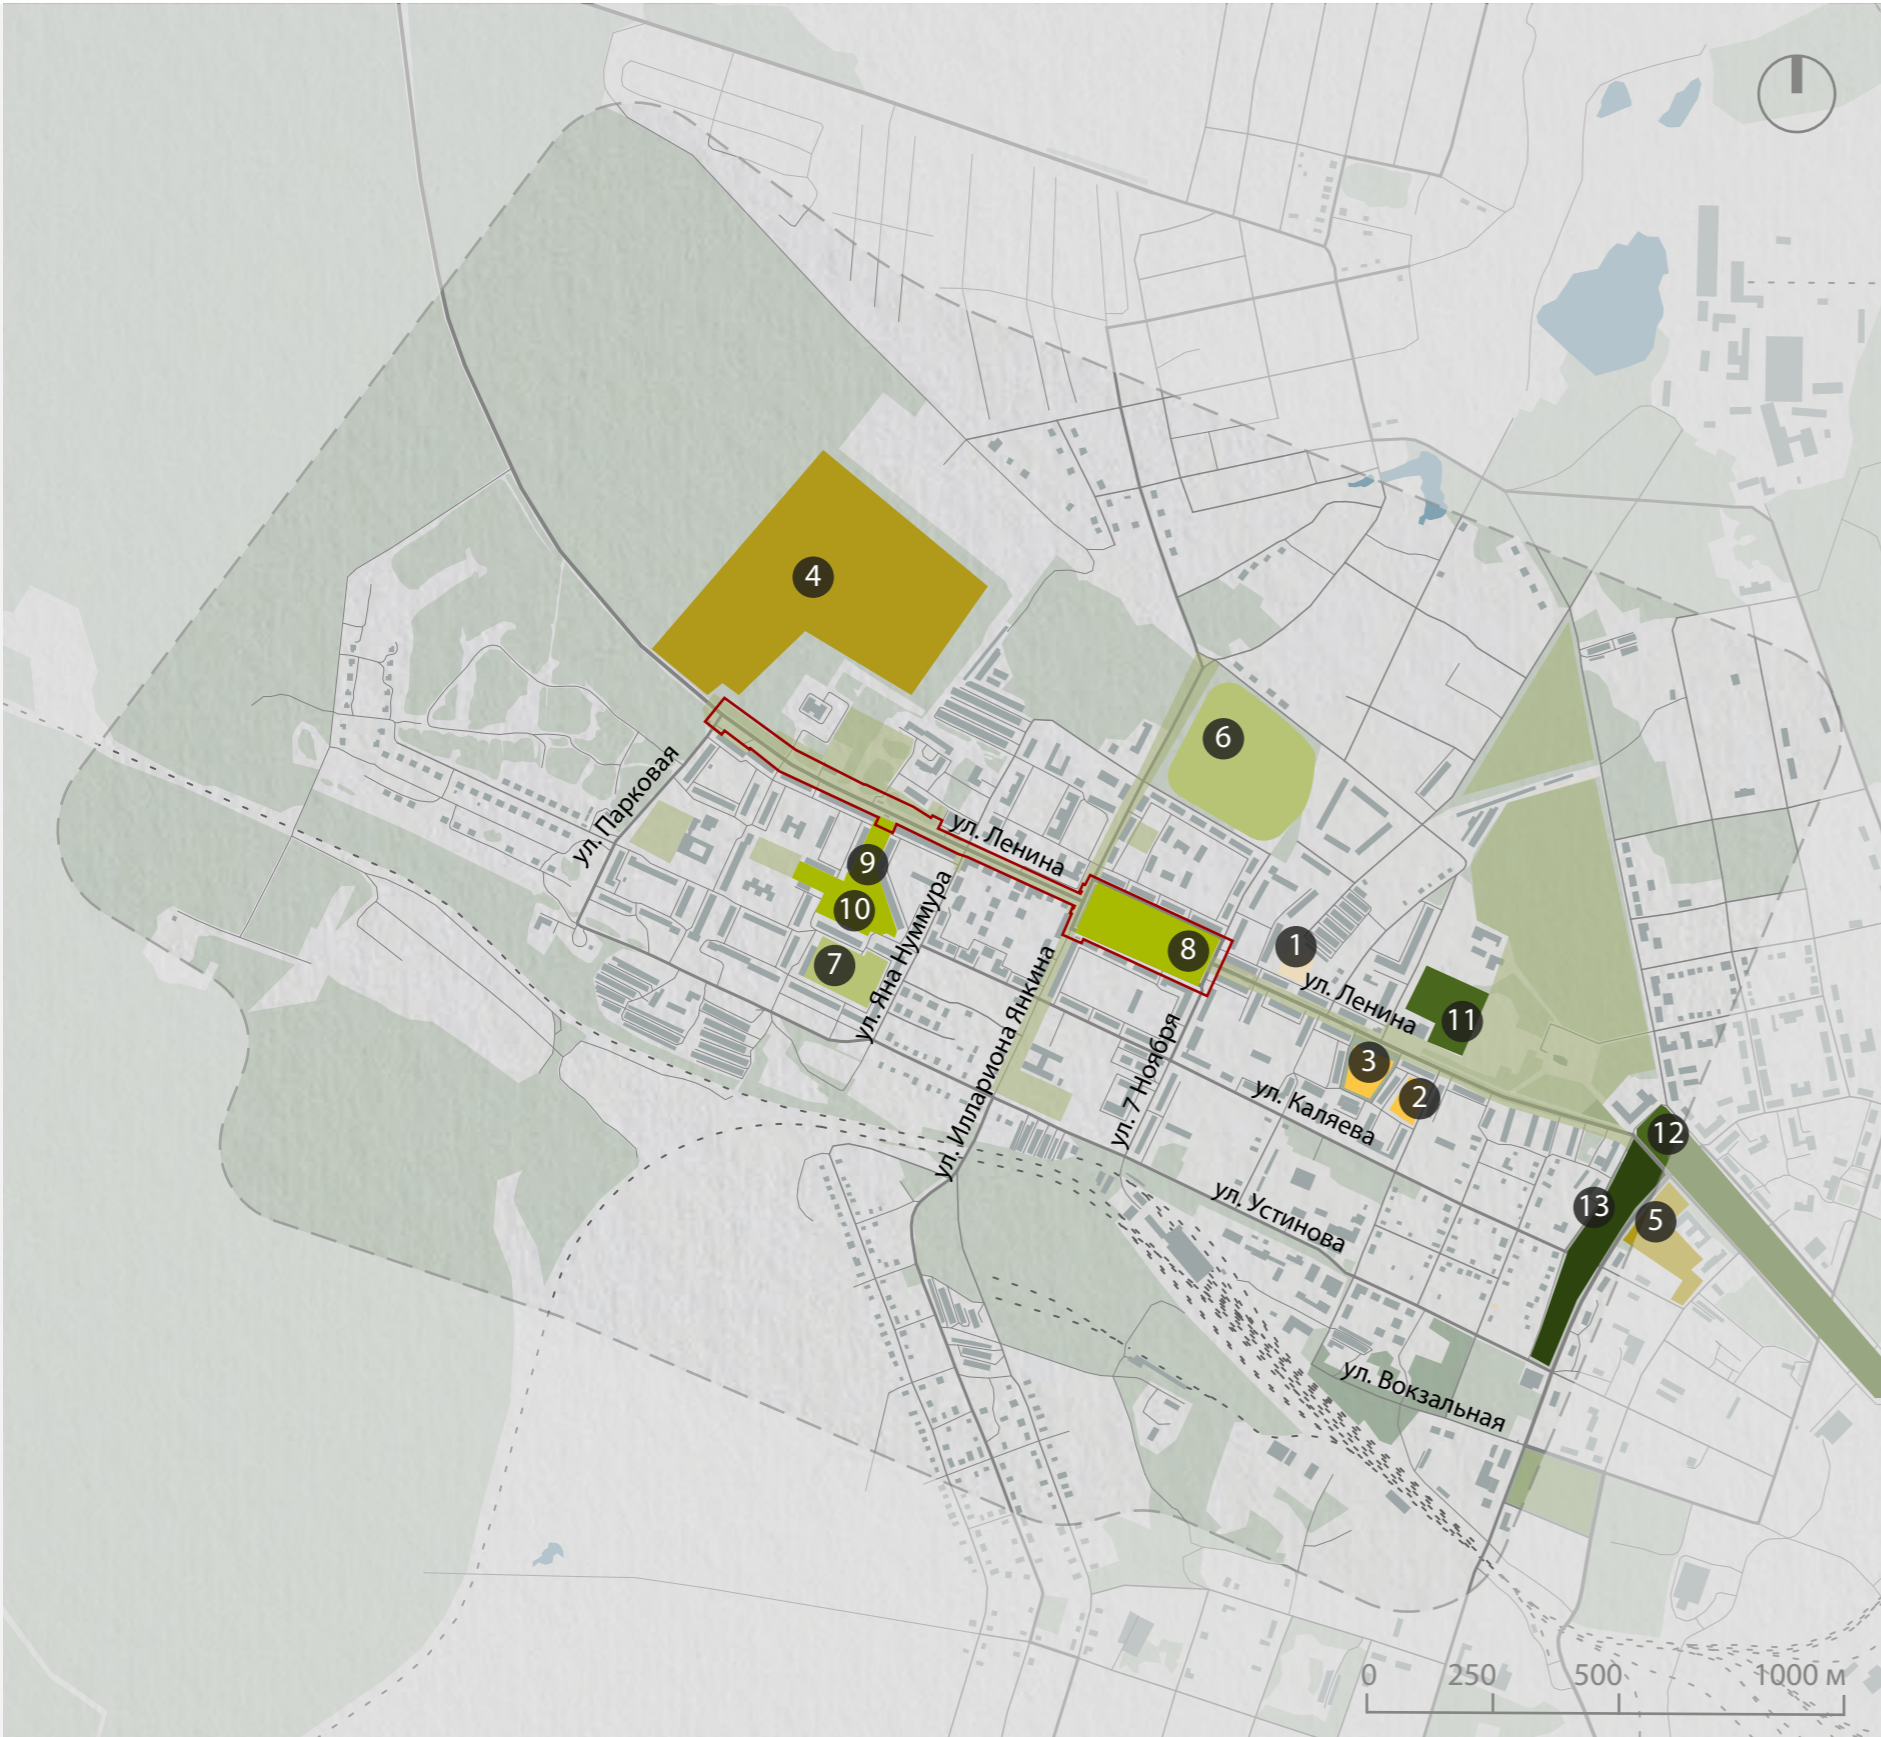 4
6
ул. Парковая
ул. Ленина
9
10
7
ул. Яна Нуммура
8
1
ул. Ленина
11
ул. Иллариона Янкина
ул. 7 Ноября
3
2
ул. Каляева
12
13
5
ул. Устинова
ул. Вокзальная
0 250 500 1000 м